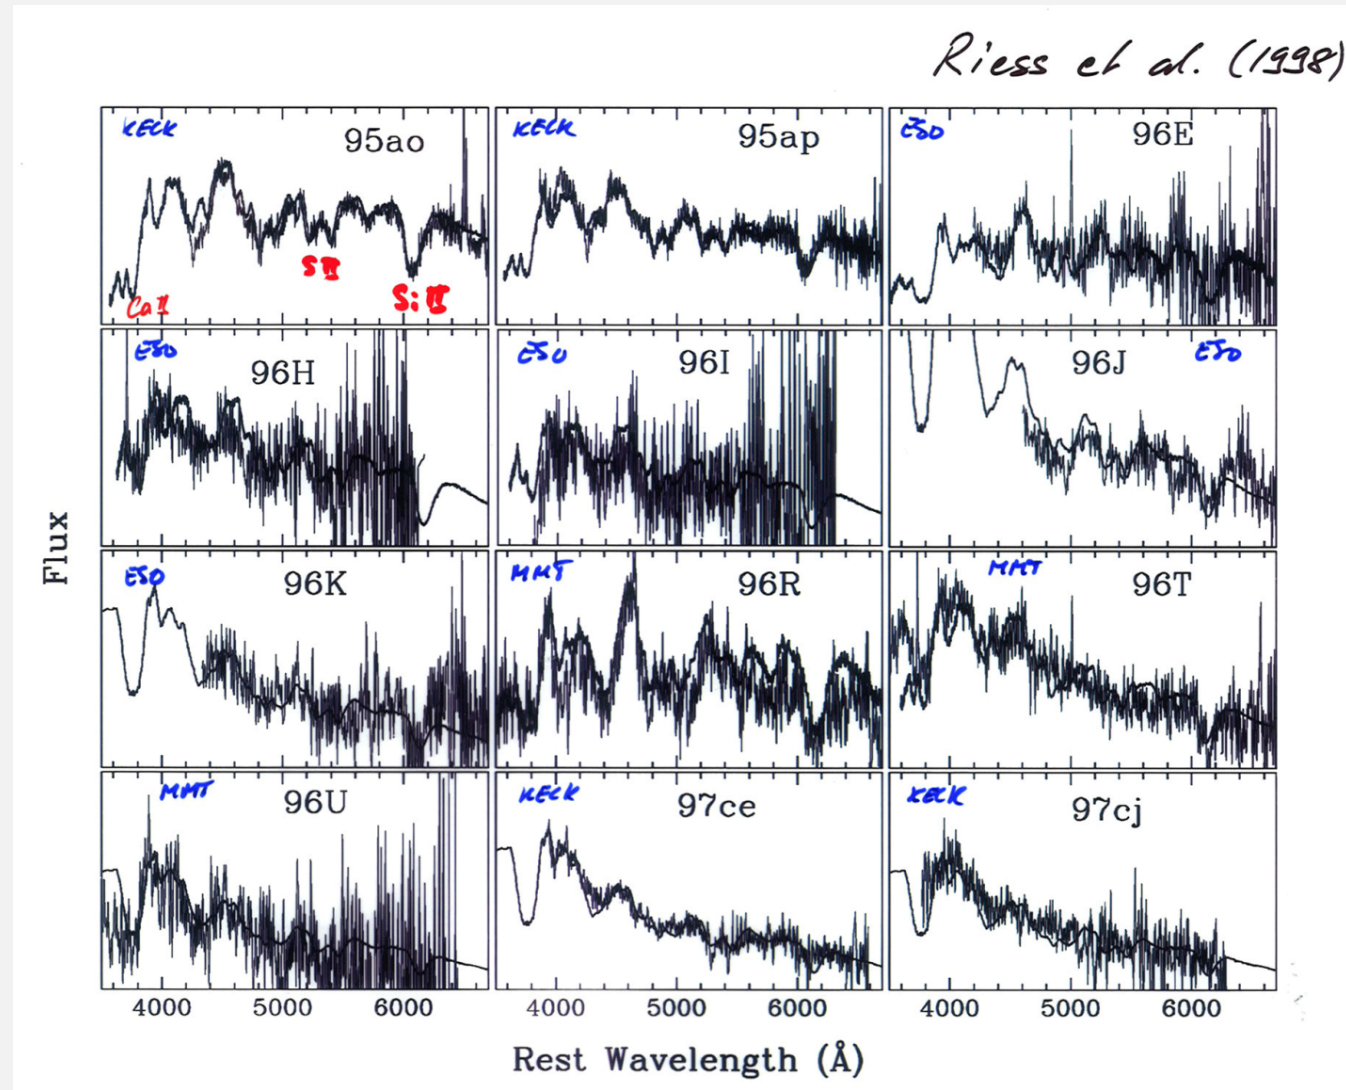 Riess et al. (1998)
KECK 95ao
KECK 95ap
ESO 96E
S II
Ca II
Si II
ESO 96H
ESO 96I
96J ESO
ESO 96K
MMT 96R
MMT 96T
MMT 96U
KECK 97ce
KECK 97cj
Flux
4000 5000 6000
4000 5000 6000
4000 5000 6000
Rest Wavelength (Å)